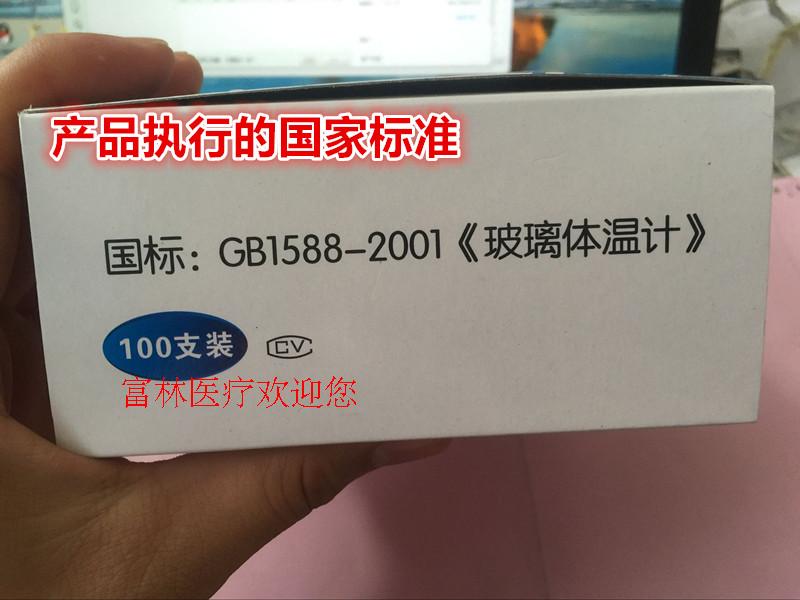 产品执行的国家标准
国标：GB1588-2001《玻璃体温计》
100支装
CV
富林医疗欢迎您